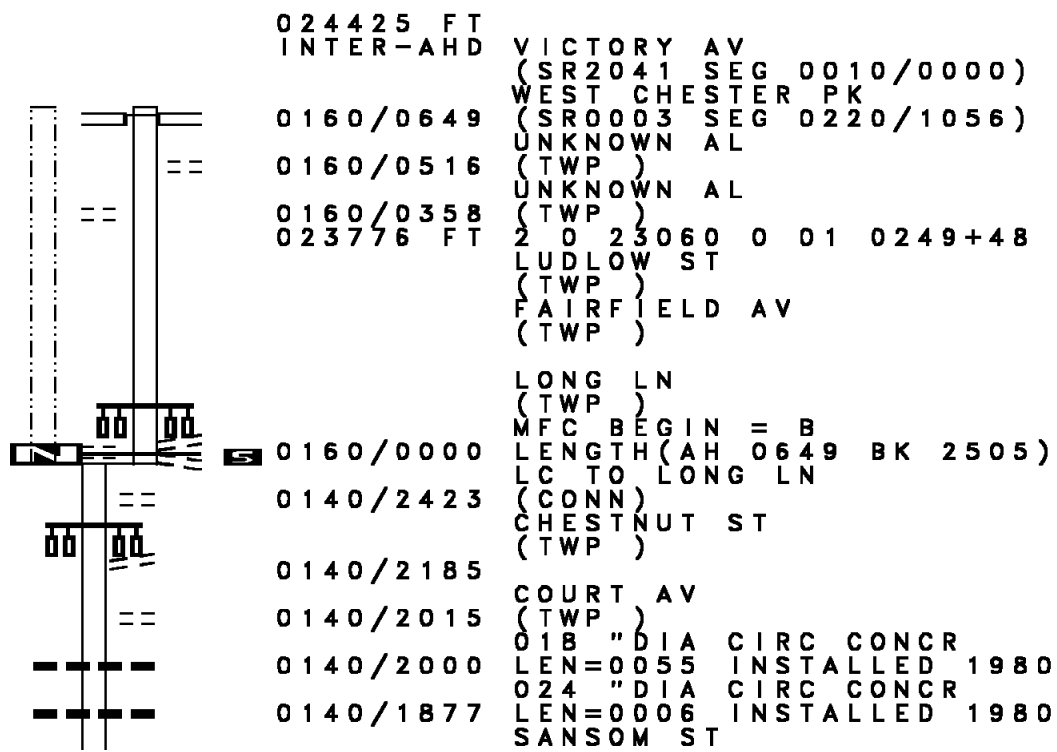 024425 FT
INTER-AHD VICTORY AV
(SR2041 SEG 0010/0000)
WEST CHESTER PK
0160/0649 (SR0003 SEG 0220/1056)
UNKNOWN AL
0160/0516 (TWP )
UNKNOWN AL
0160/0358 (TWP )
023776 FT 2 0 23060 0 01 0249+48
LUDLOW ST
(TWP )
FAIRFIELD AV
(TWP )
LONG LN
(TWP )
MFC BEGIN = B
N S 0160/0000 LENGTH(AH 0649 BK 2505)
LC TO LONG LN
0140/2423 (CONN)
CHESTNUT ST
(TWP )
0140/2185
COURT AV
0140/2015 (TWP )
018 "DIA CIRC CONCR
0140/2000 LEN=0055 INSTALLED 1980
024 "DIA CIRC CONCR
0140/1877 LEN=0006 INSTALLED 1980
SANSOM ST